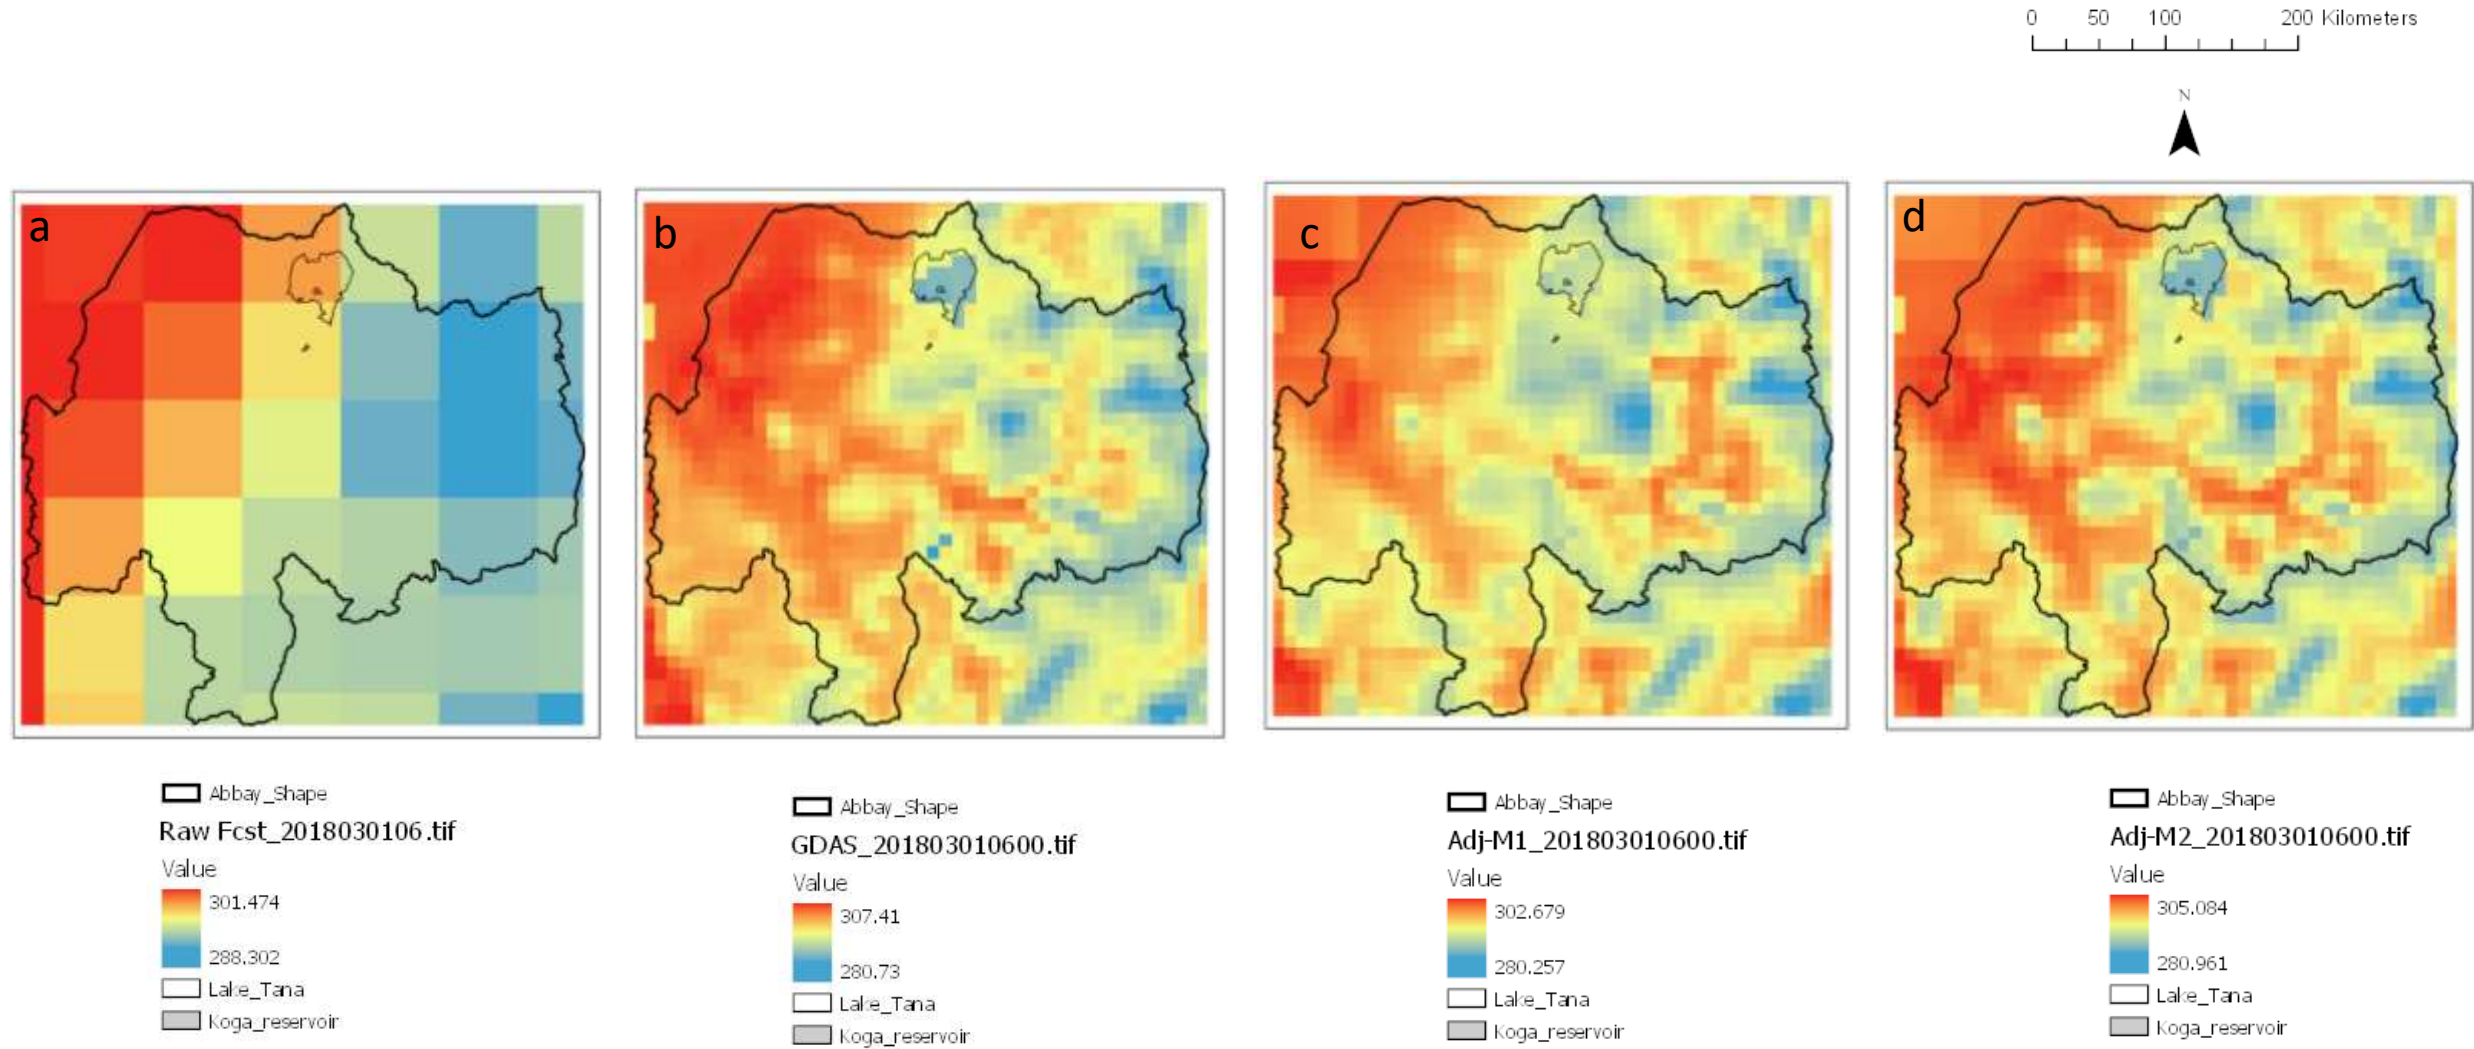 0 50 100 200 Kilometers
N
a
b
c
d
Abbay_Shape
Raw Fcst_2018030106.tif
Value
301.474
288.302
Lake_Tana
Koga_reservoir
Abbay_Shape
GDAS_201803010600.tif
Value
307.41
280.73
Lake_Tana
Koga_reservoir
Abbay_Shape
Adj-M1_201803010600.tif
Value
302.679
280.257
Lake_Tana
Koga_reservoir
Abbay_Shape
Adj-M2_201803010600.tif
Value
305.084
280.961
Lake_Tana
Koga_reservoir